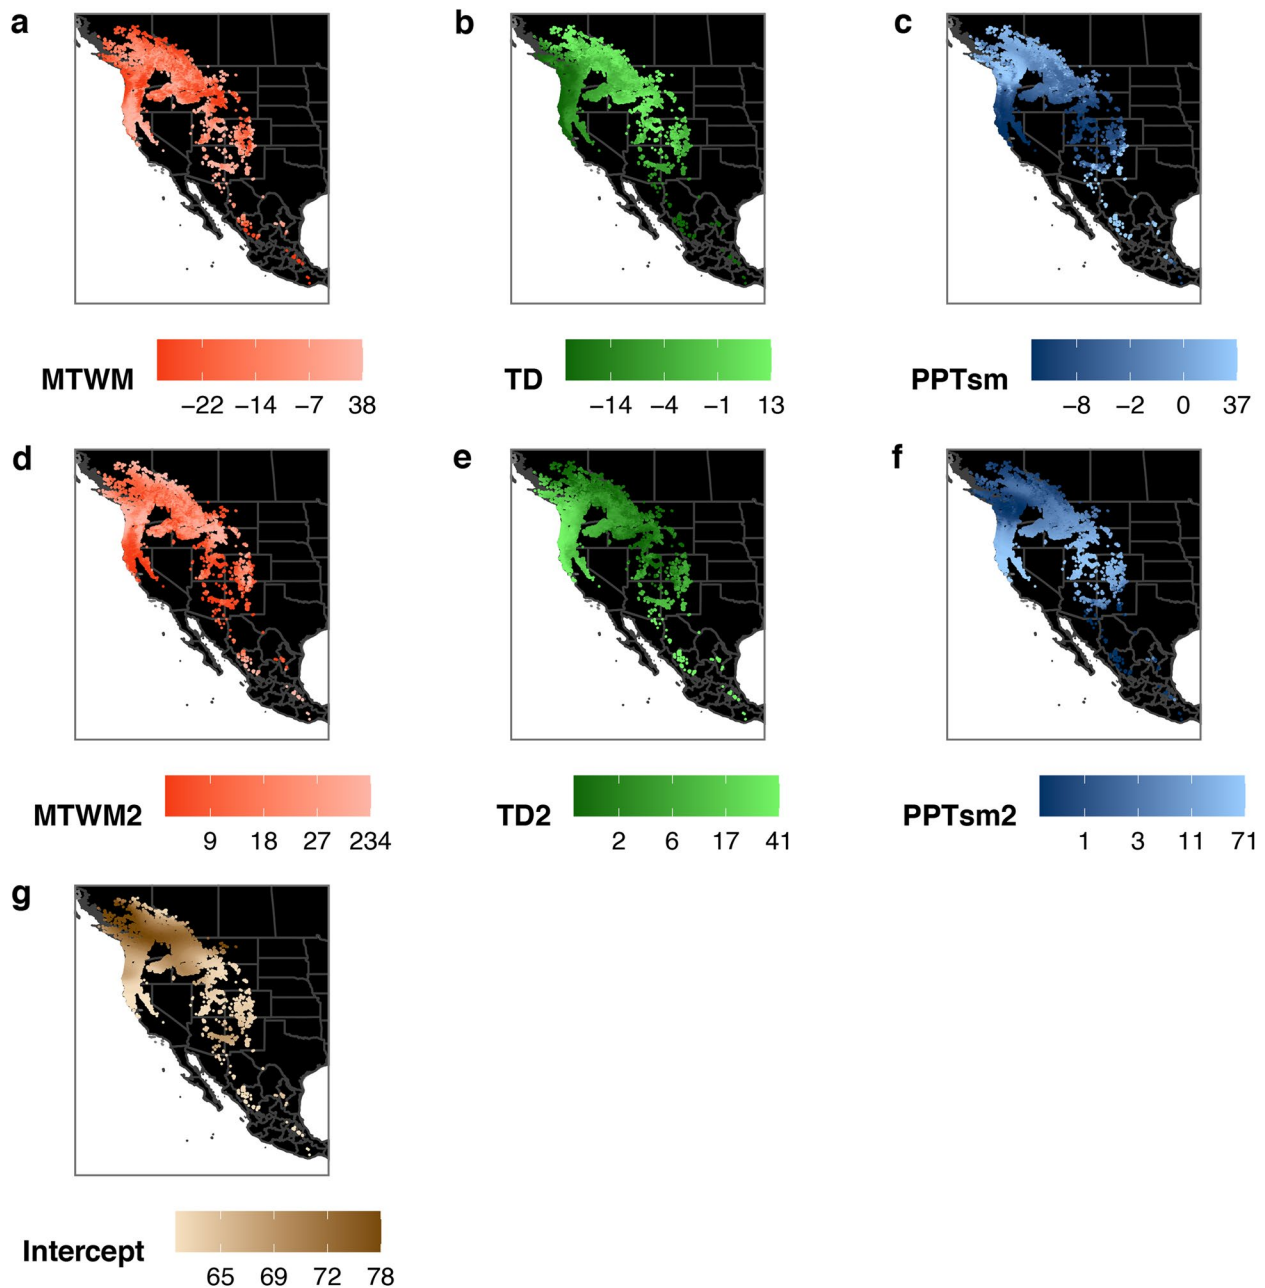 a
b
c
MTWM
−22 −14 −7 38
TD
−14 −4 −1 13
PPTsm
−8 −2 0 37
d
e
f
MTWM2
9 18 27 234
TD2
2 6 17 41
PPTsm2
1 3 11 71
g
Intercept
65 69 72 78